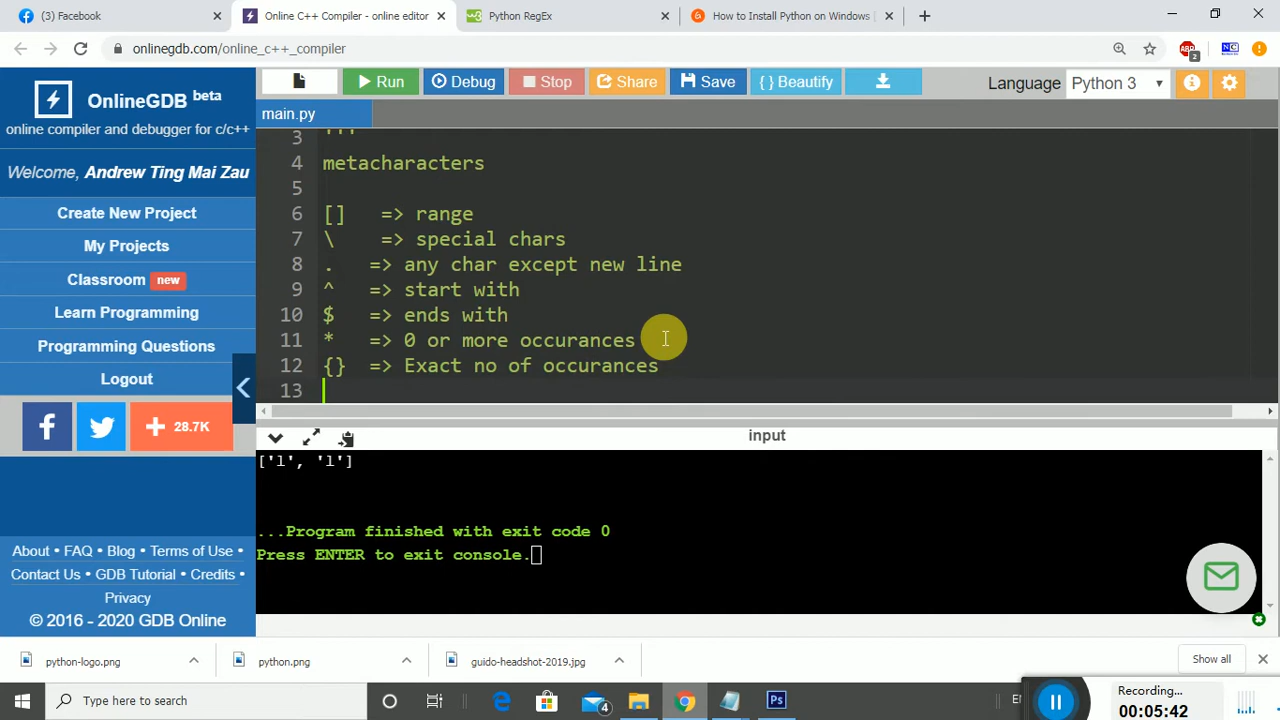 Facebook
Online C++ Compiler - online editor
Python RegEx
How to Install Python on Windows
onlinegdb.com/online_c++_compiler
ABP
2
NC
OnlineGDB beta
online compiler and debugger for c/c++
Run
Debug
Stop
Share
Save
{ } Beautify
Language
Python 3
main.py
Welcome, Andrew Ting Mai Zau
Create New Project
My Projects
Classroom new
Learn Programming
Programming Questions
Logout
28.7K
About • FAQ • Blog • Terms of Use •
Contact Us • GDB Tutorial • Credits •
Privacy
© 2016 - 2020 GDB Online
3 '''
4 metacharacters
5
6 [] => range
7 \ => special chars
8 . => any char except new line
9 ^ => start with
10 $ => ends with
11 * => 0 or more occurances
12 {} => Exact no of occurances
13
input
['l', 'l']
...Program finished with exit code 0
Press ENTER to exit console.
python-logo.png
python.png
guido-headshot-2019.jpg
Show all
Type here to search
4
Ps
Recording...
00:05:42